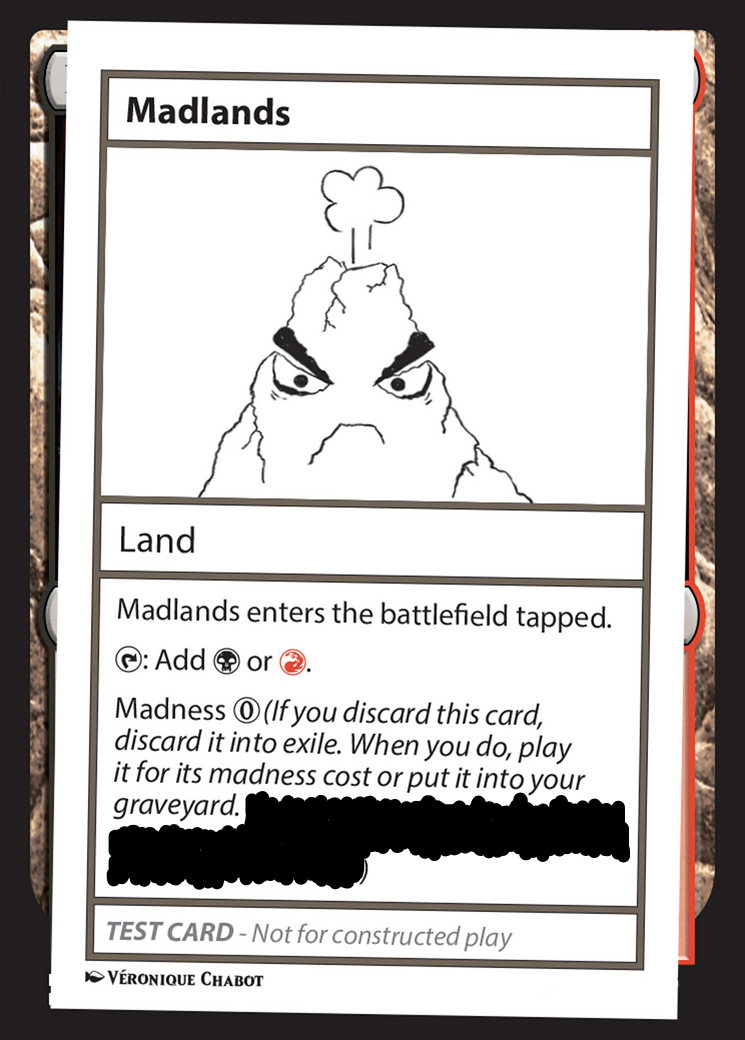 Madlands
Land
Madlands enters the battlefield tapped.
: Add or .
Madness 0 (If you discard this card,
discard it into exile. When you do, play
it for its madness cost or put it into your
graveyard.
)
TEST CARD - Not for constructed play
VÉRONIQUE CHABOT